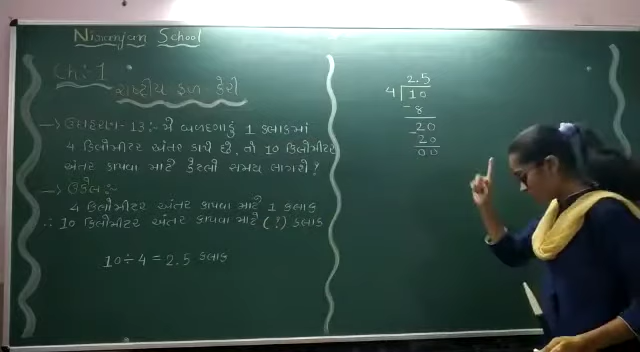 Niranjan School
Ch:-1
રાષ્ટ્રીય ફળ કેરી
→ ઉદાહરણ-13:- જો બળદગાડું 1 કલાકમાં
4 કિલોમીટર અંતર કાપે છે, તો 10 કિલોમીટર
અંતર કાપવા માટે કેટલો સમય લાગશે?
→ ઉકેલ:-
4 કિલોમીટર અંતર કાપવા માટે 1 કલાક
∴ 10 કિલોમીટર અંતર કાપવા માટે (?) કલાક
10÷4 = 2.5 કલાક
2.5
4 10
-8
20
-20
00